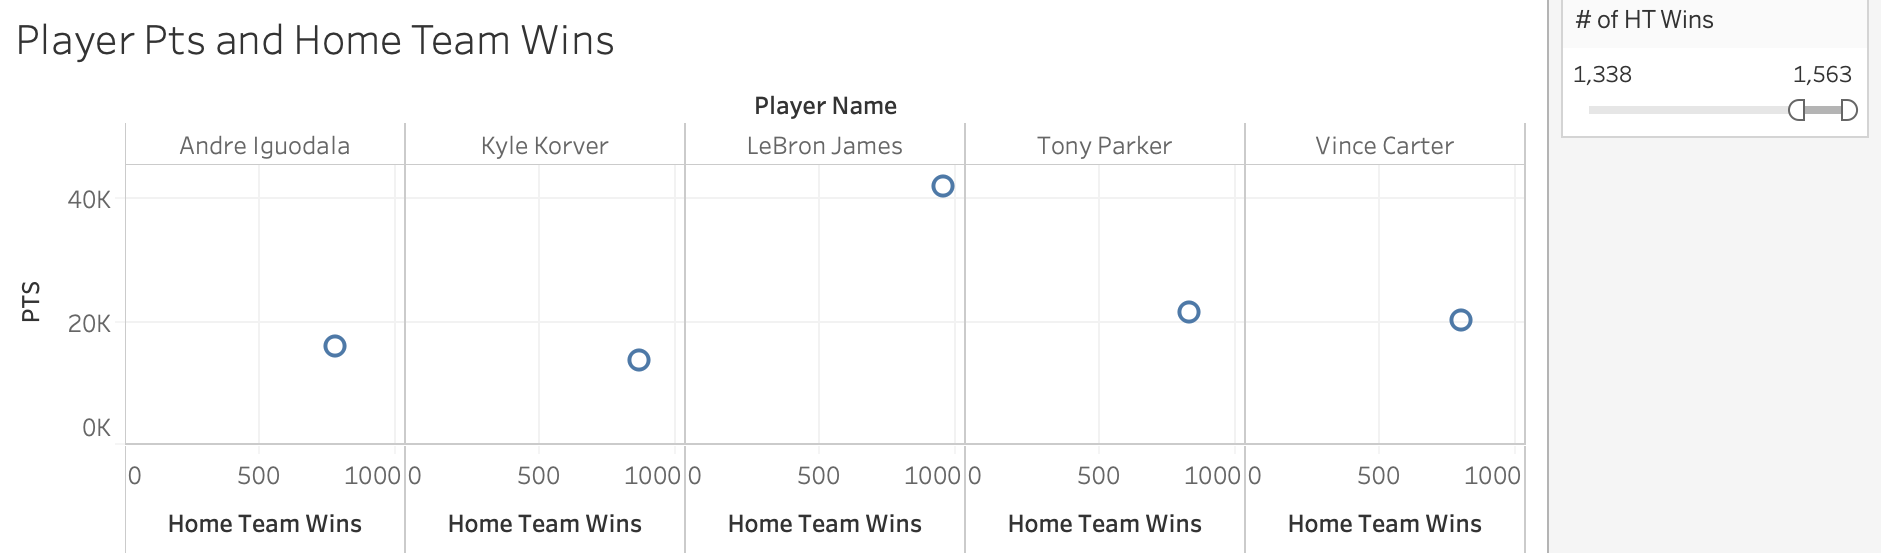 Player Pts and Home Team Wins
# of HT Wins
1,338 1,563
Player Name
Andre Iguodala Kyle Korver LeBron James Tony Parker Vince Carter
40K
20K
0K
PTS
0 500 1000 0 500 1000 0 500 1000 0 500 1000 0 500 1000
Home Team Wins Home Team Wins Home Team Wins Home Team Wins Home Team Wins